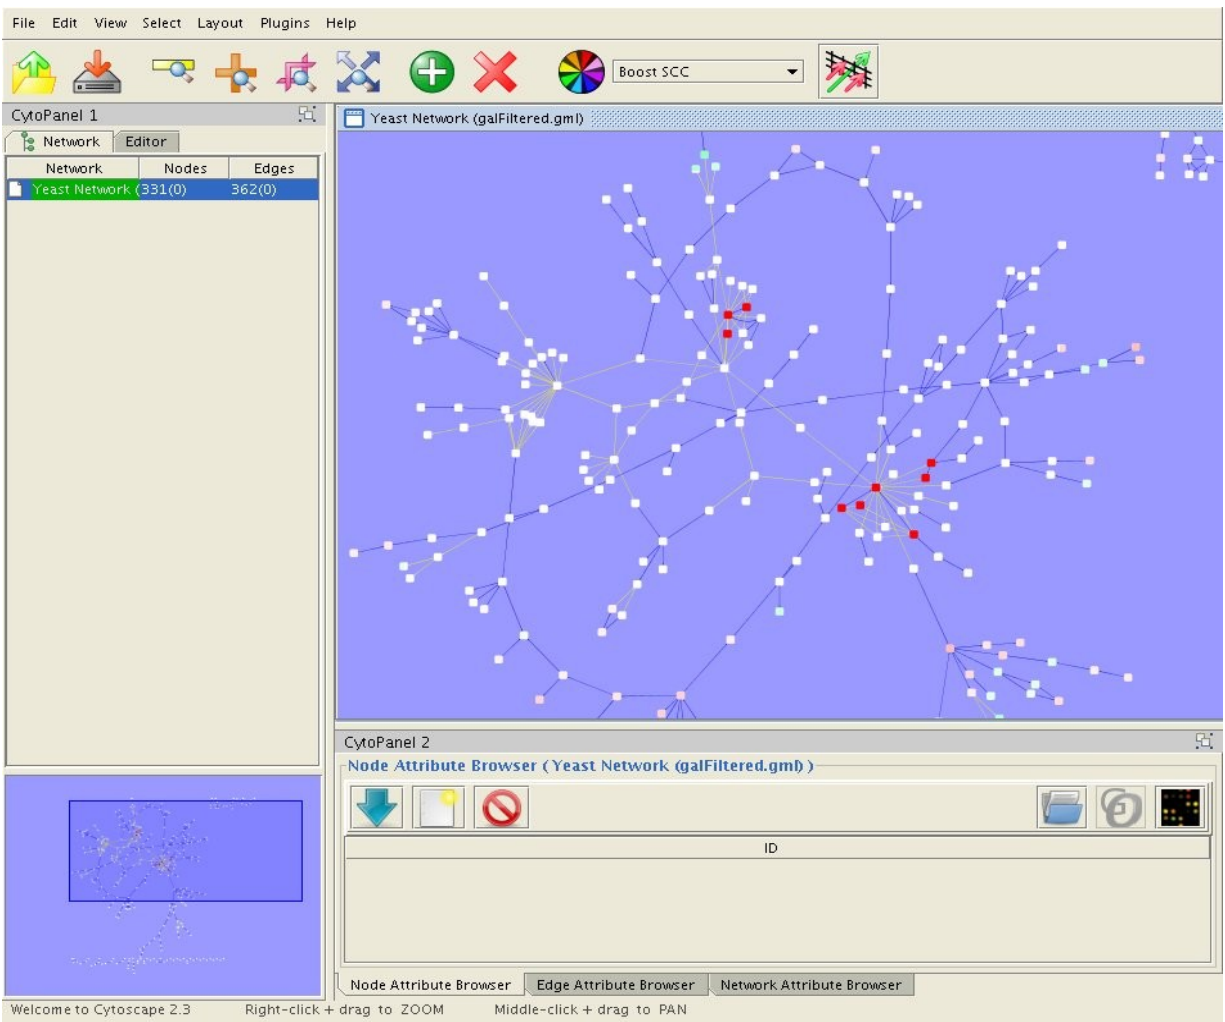 File Edit View Select Layout Plugins Help
Boost SCC
CytoPanel 1
Network Editor
Network Nodes Edges
Yeast Network (331(0) 362(0)
Yeast Network (galFiltered.gml)
CytoPanel 2
Node Attribute Browser (Yeast Network (galFiltered.gml) )
ID
Node Attribute Browser Edge Attribute Browser Network Attribute Browser
Welcome to Cytoscape 2.3 Right-click + drag to ZOOM Middle-click + drag to PAN